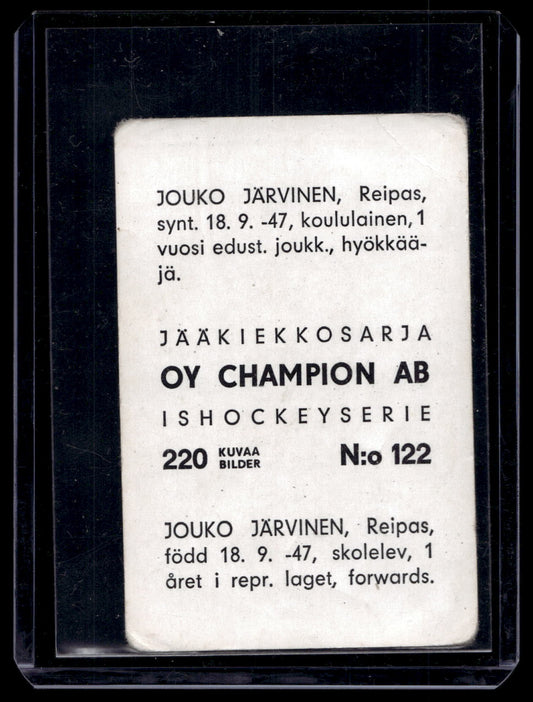 JOUKO JÄRVINEN, Reipas,
synt. 18. 9. -47, koululainen, 1
vuosi edust. joukk., hyökkää-
jä.
JÄÄKIEKKOSARJA
OY CHAMPION AB
ISHOCKEYSERIE
220 KUVAA BILDER N:o 122
JOUKO JÄRVINEN, Reipas,
född 18. 9. -47, skolelev, 1
året i repr. laget, forwards.